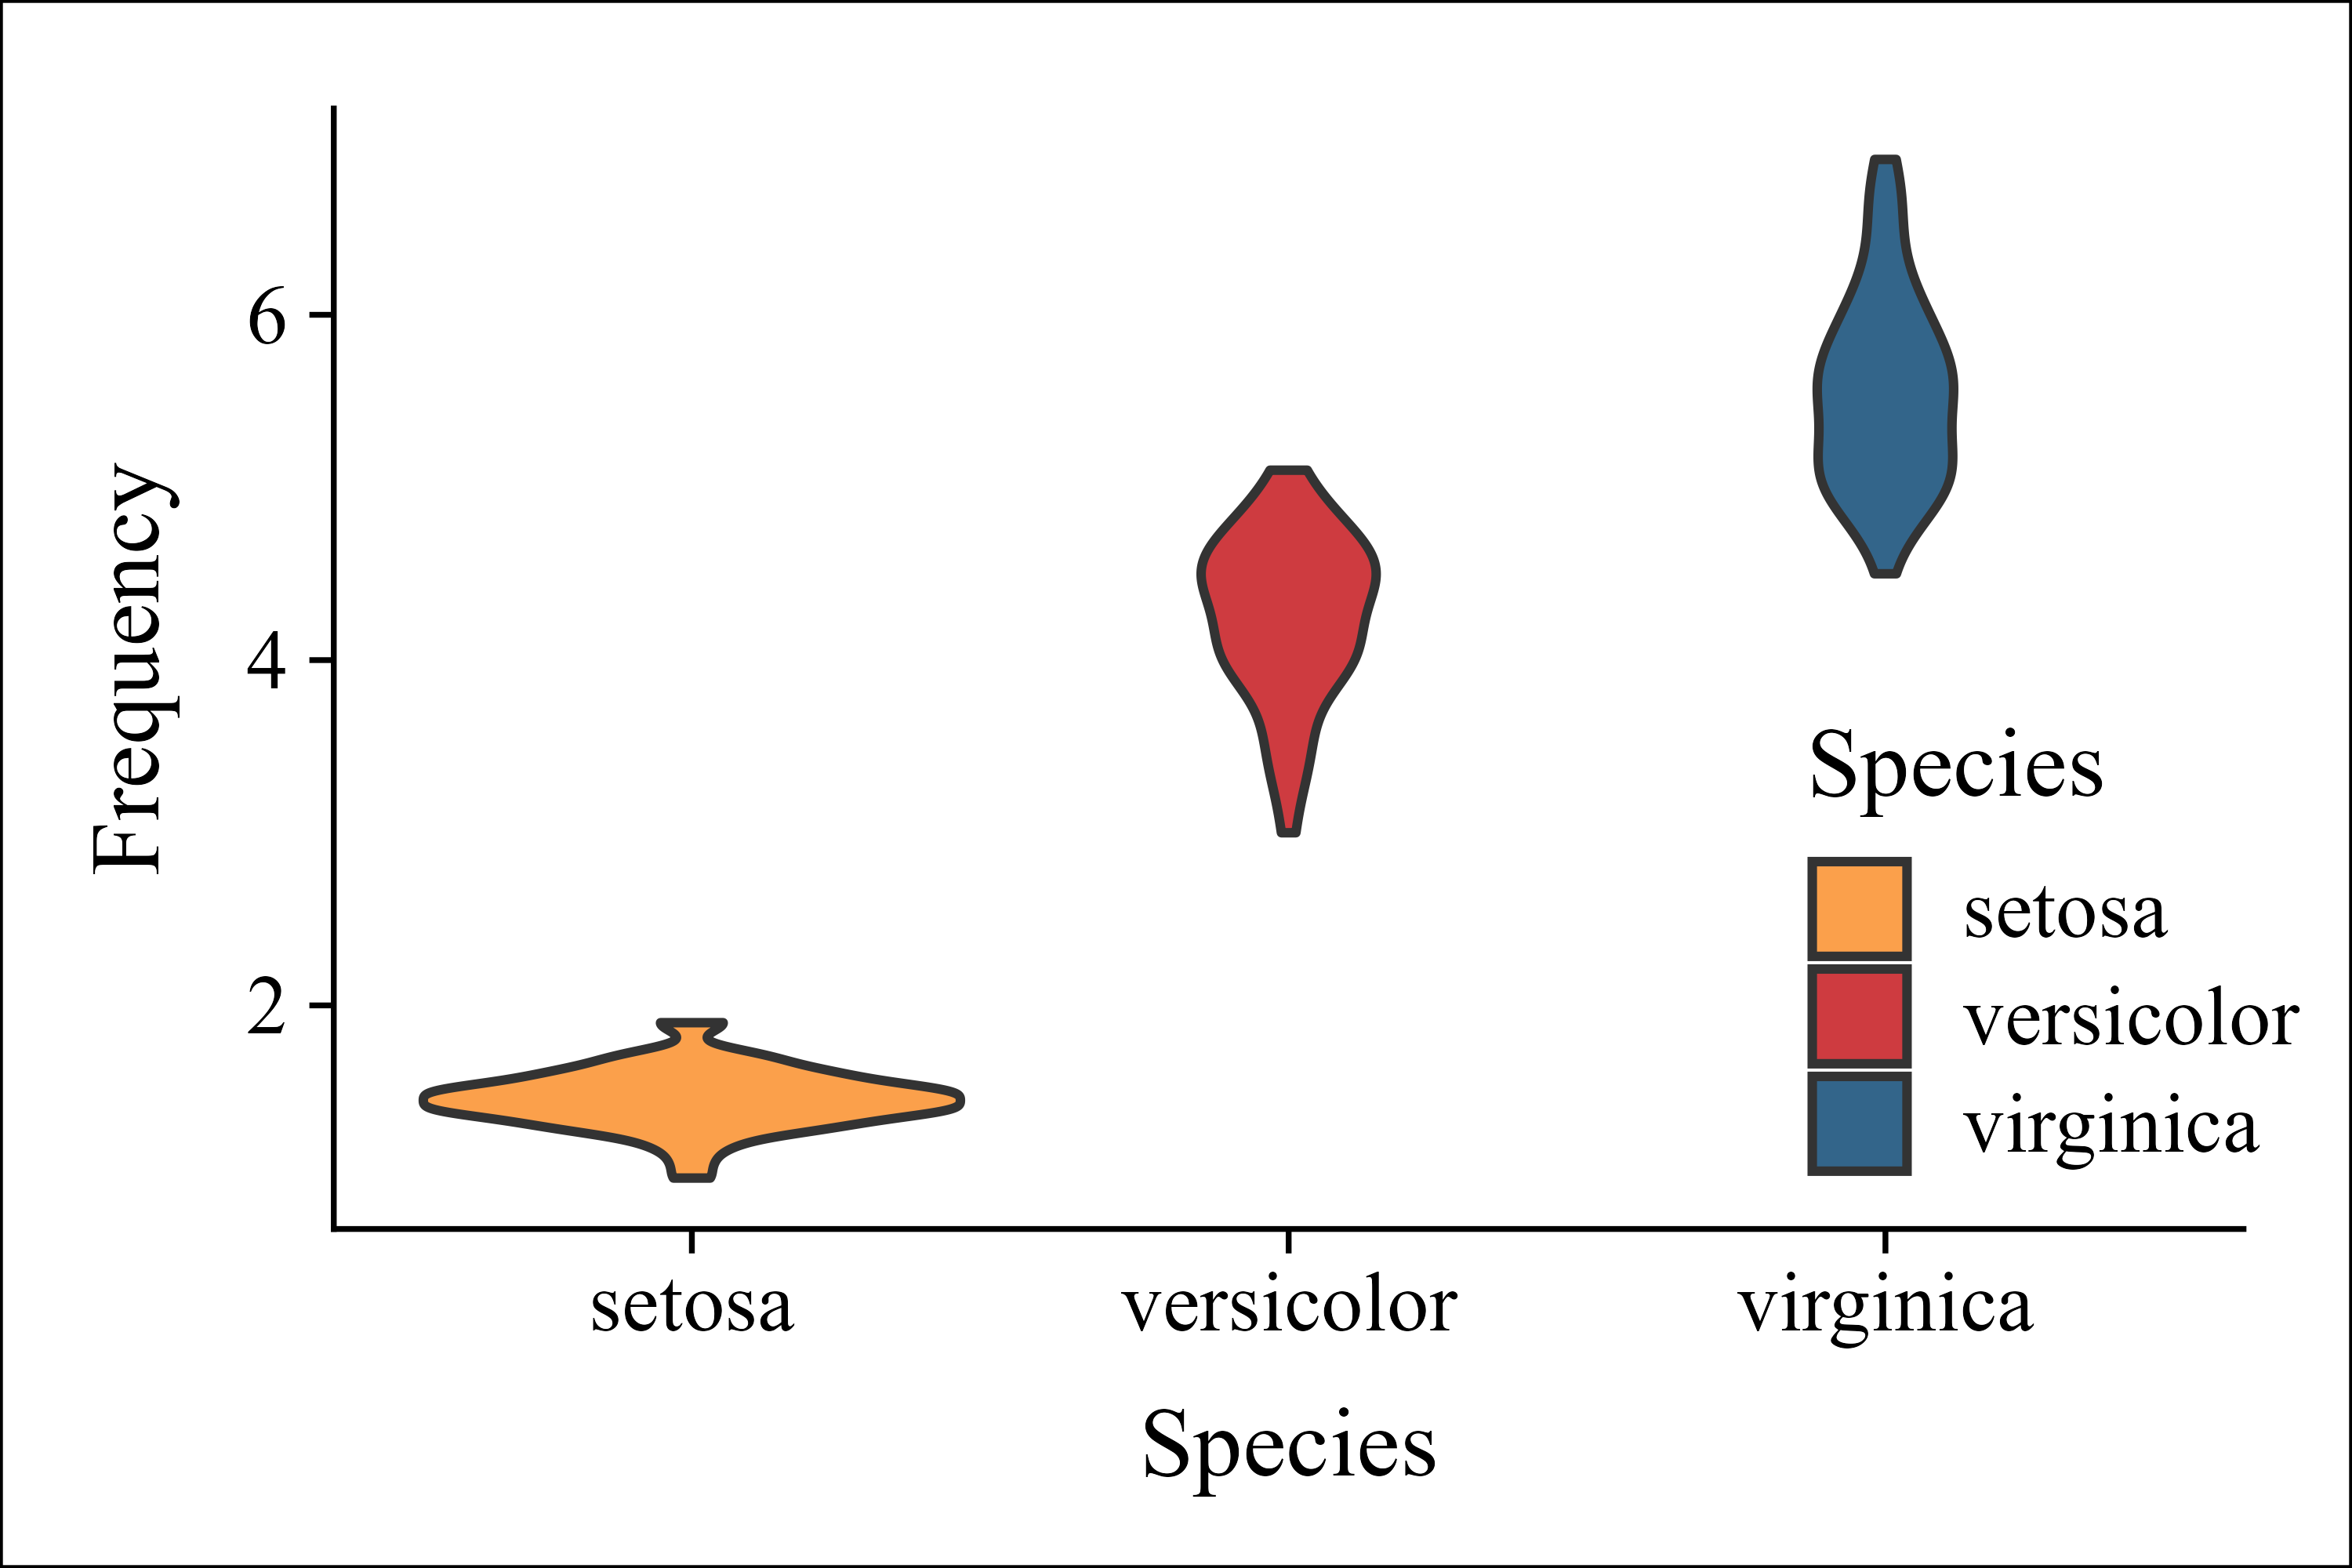 Frequency
6
4
2
Species
setosa
versicolor
virginica
setosa
versicolor
virginica
Species